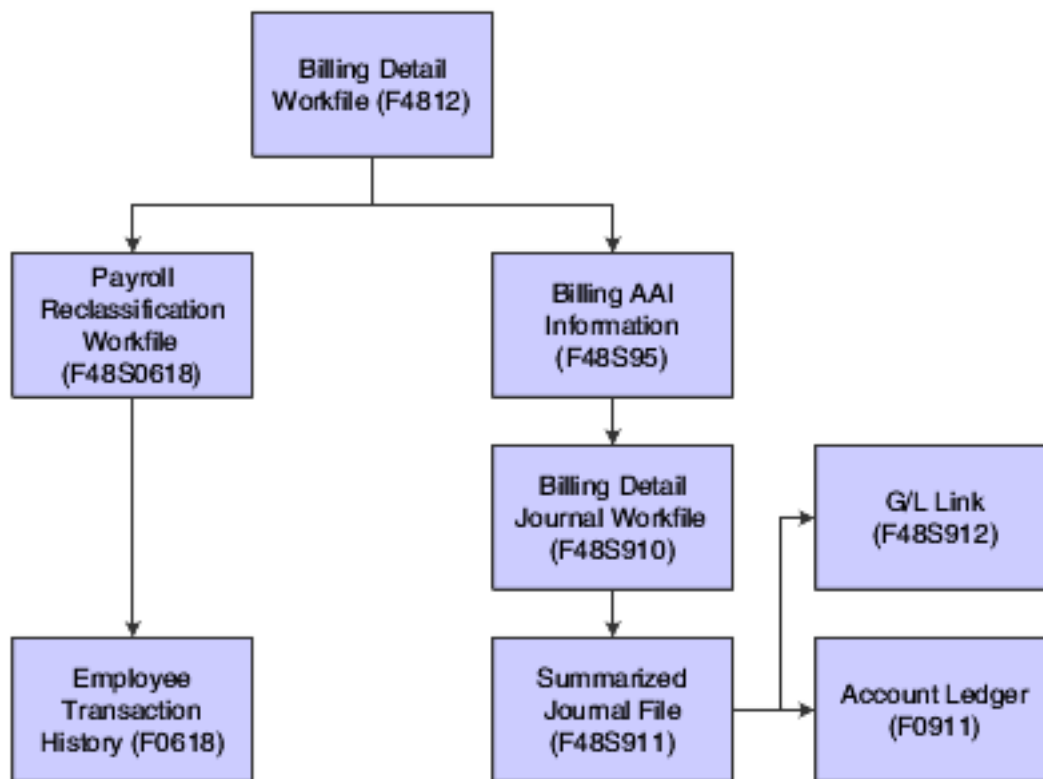 Billing Detail
Workfile (F4812)
Payroll
Reclassification
Workfile
(F48S0618)
Billing AAI
Information
(F48S95)
Billing Detail
Journal Workfile
(F48S910)
G/L Link
(F48S912)
Employee
Transaction
History (F0618)
Summarized
Journal File
(F48S911)
Account Ledger
(F0911)